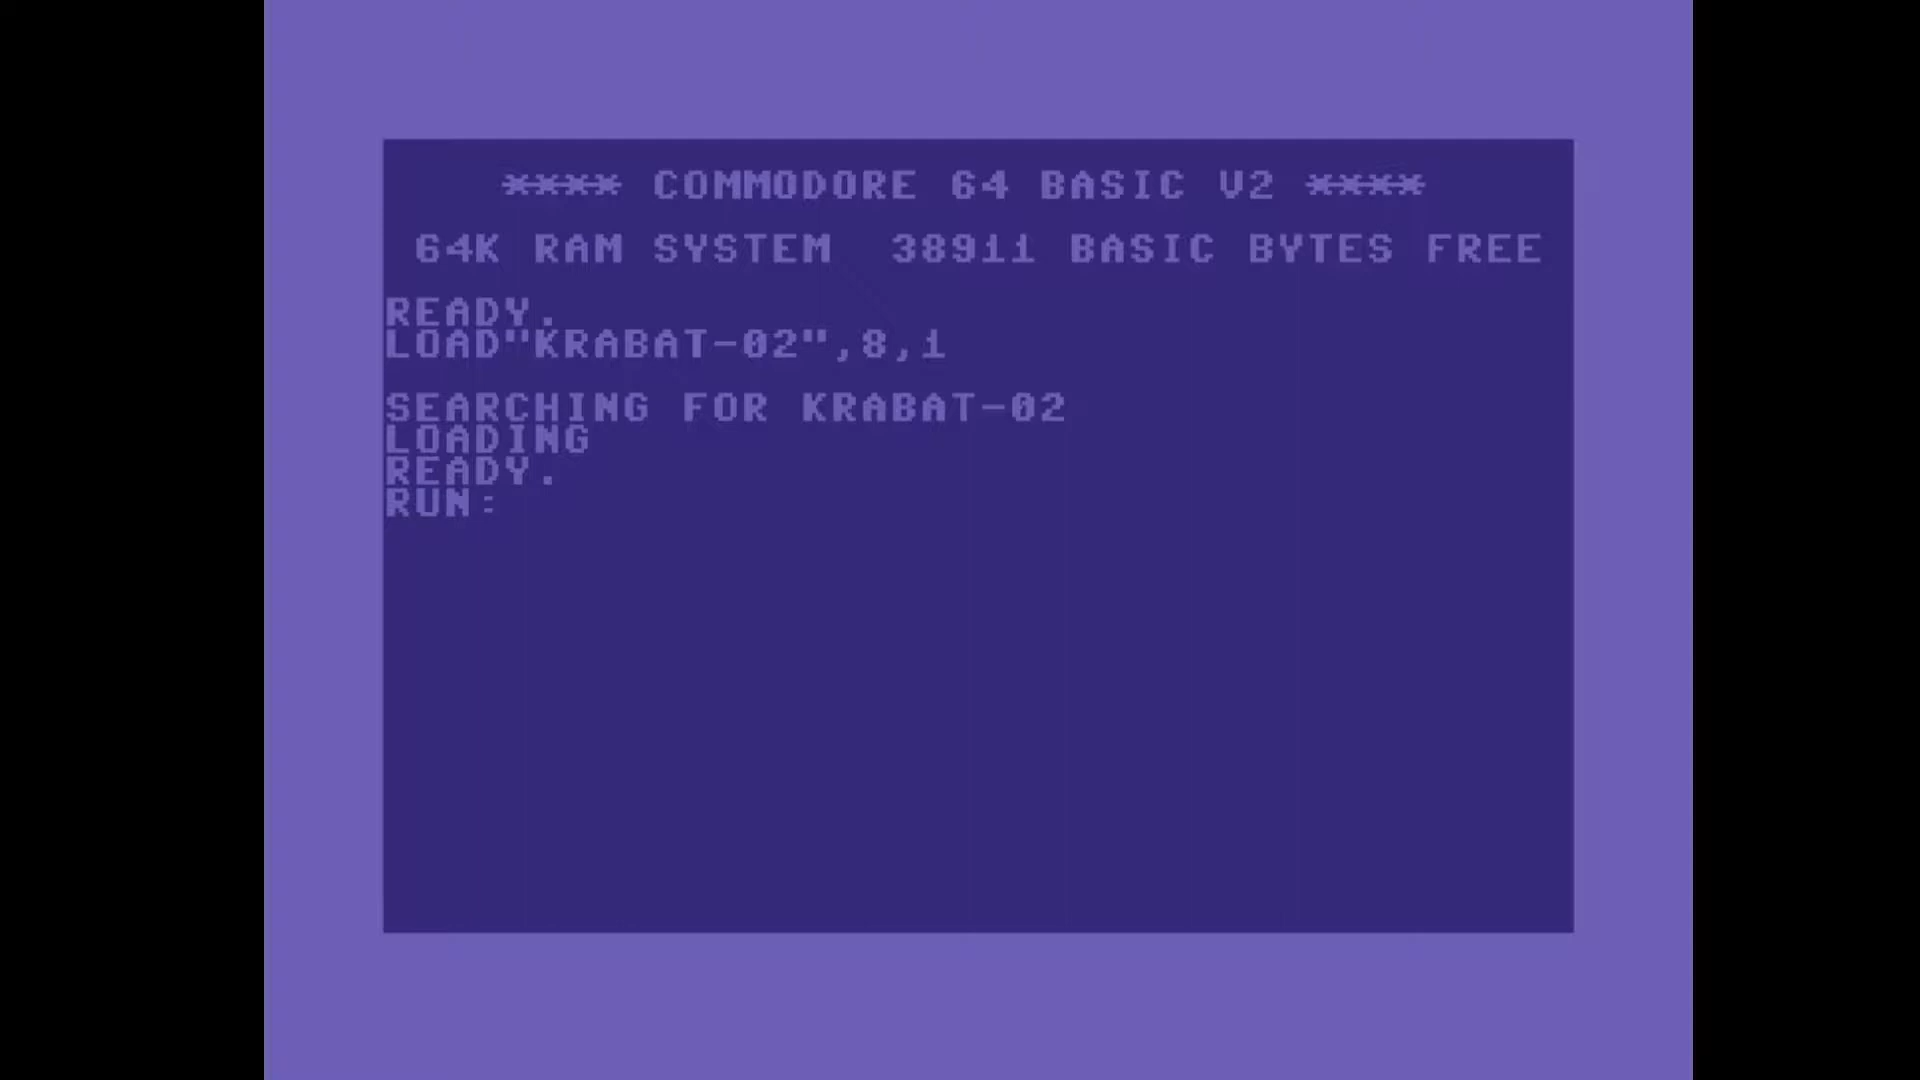 **** COMMODORE 64 BASIC V2 ****
64K RAM SYSTEM  38911 BASIC BYTES FREE
READY.
LOAD"KRABAT-02",8,1
SEARCHING FOR KRABAT-02
LOADING
READY.
RUN: